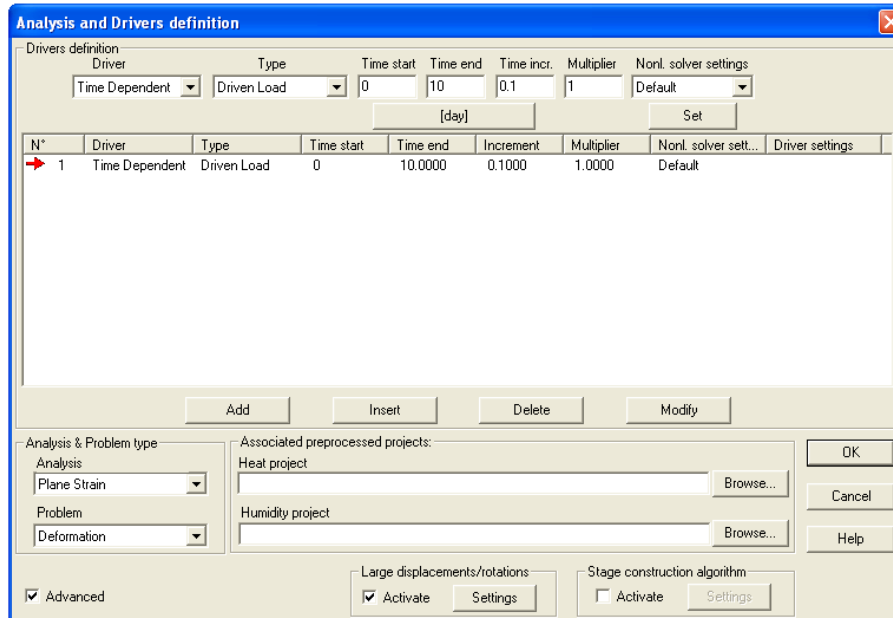 Analysis and Drivers definition
Drivers definition
Driver Type Time start Time end Time incr. Multiplier Nonl. solver settings
Time Dependent Driven Load 0 10 0.1 1 Default
[day] Set
N° Driver Type Time start Time end Increment Multiplier Nonl. solver sett... Driver settings
1 Time Dependent Driven Load 0 10.0000 0.1000 1.0000 Default
Add Insert Delete Modify
Analysis & Problem type
Analysis
Plane Strain
Problem
Deformation
Associated preprocessed projects:
Heat project
Browse...
Humidity project
Browse...
OK
Cancel
Help
Advanced
Large displacements/rotations
Activate Settings
Stage construction algorithm
Activate Settings